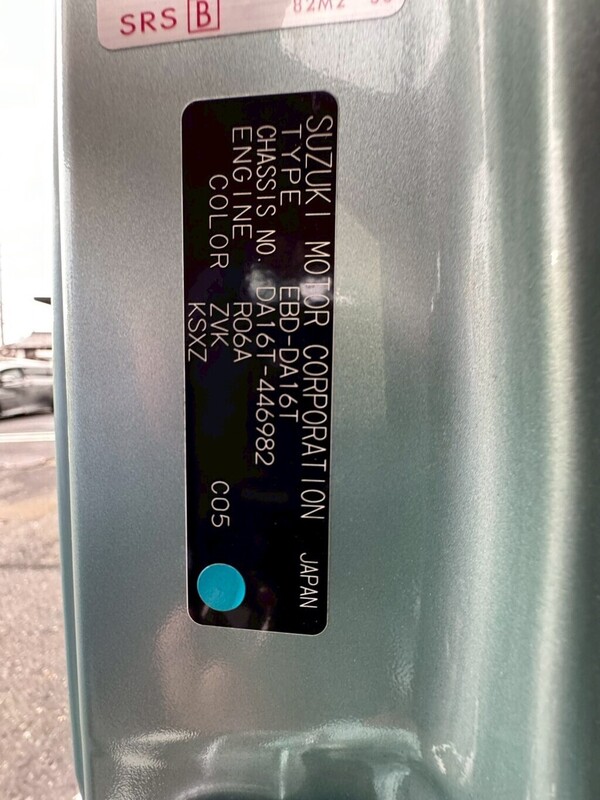 SRS B
SUZUKI MOTOR CORPORATION JAPAN
TYPE EBD-DA16T
CHASSIS NO. DA16T-446982
ENGINE R06A
COLOR ZVK C05
KSXZ